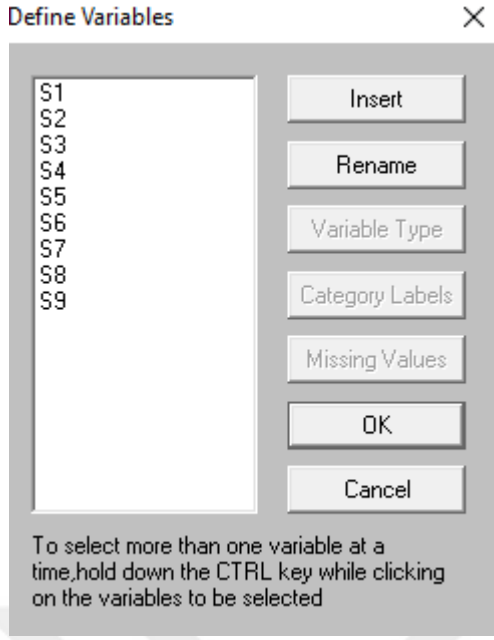 Define Variables
S1
S2
S3
S4
S5
S6
S7
S8
S9
Insert
Rename
Variable Type
Category Labels
Missing Values
OK
Cancel
To select more than one variable at a
time,hold down the CTRL key while clicking
on the variables to be selected